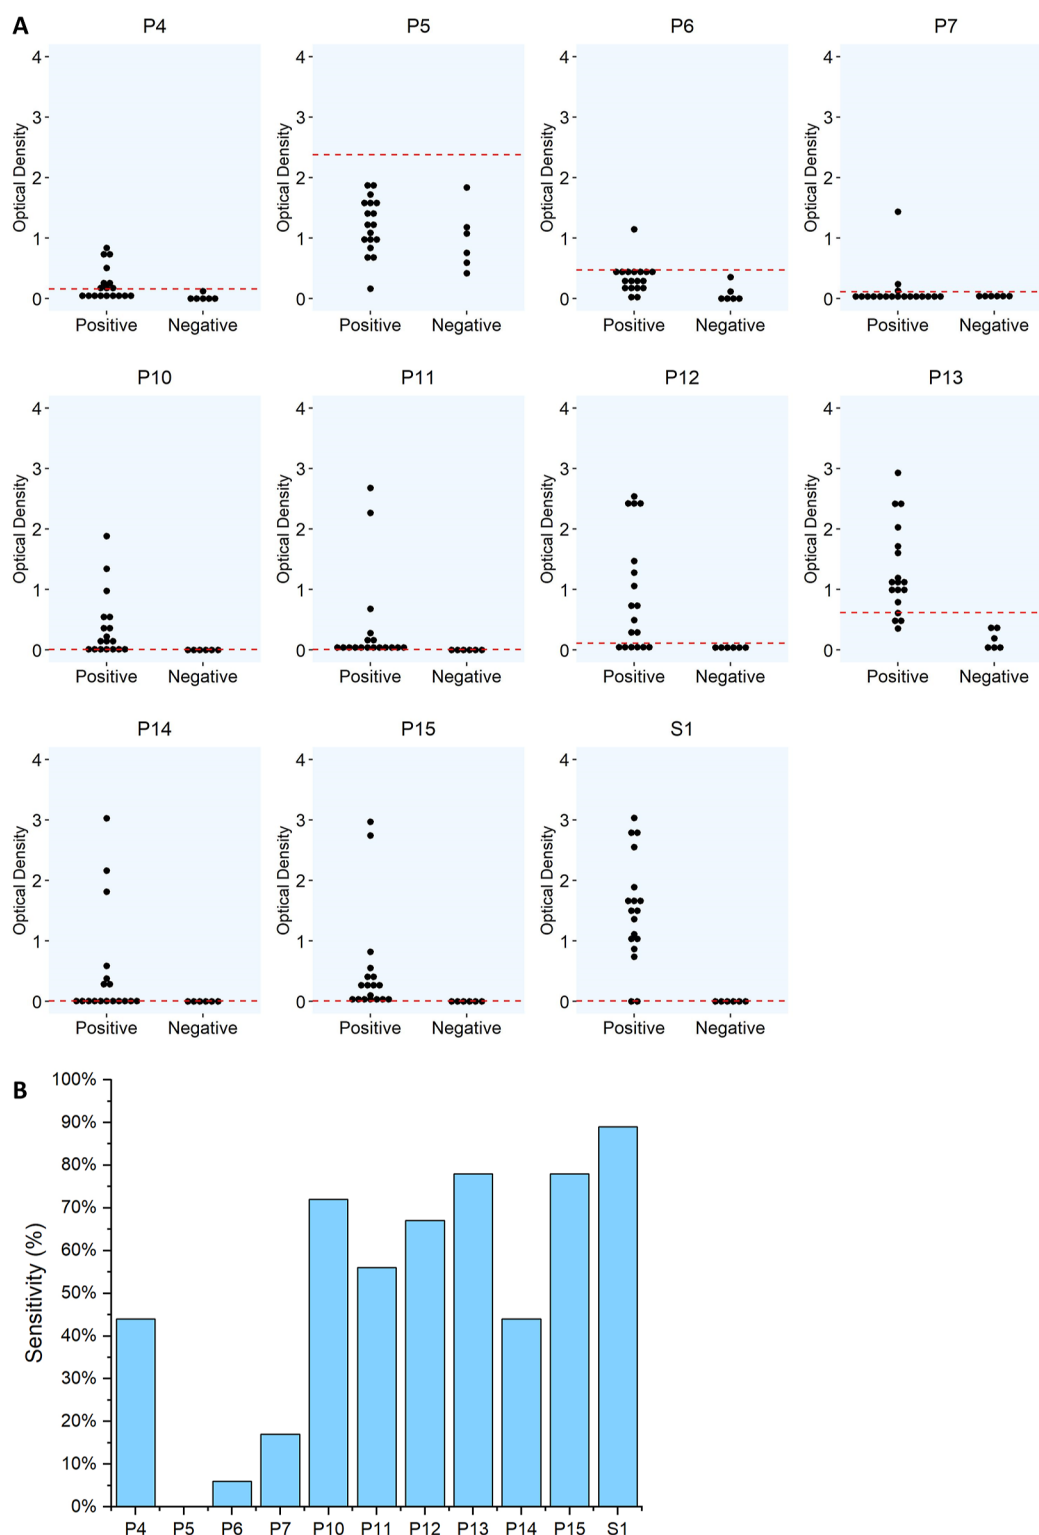 A
P4 P5 P6 P7
4 4 4 4
3 3 3 3
2 2 2 2
1 1 1 1
0 0 0 0
Optical Density Optical Density Optical Density Optical Density
Positive Negative Positive Negative Positive Negative Positive Negative
P10 P11 P12 P13
4 4 4 4
3 3 3 3
2 2 2 2
1 1 1 1
0 0 0 0
Optical Density Optical Density Optical Density Optical Density
Positive Negative Positive Negative Positive Negative Positive Negative
P14 P15 S1
4 4 4
3 3 3
2 2 2
1 1 1
0 0 0
Optical Density Optical Density Optical Density
Positive Negative Positive Negative Positive Negative
B
100%
90%
80%
70%
60%
50%
40%
30%
20%
10%
0%
Sensitivity (%)
P4 P5 P6 P7 P10 P11 P12 P13 P14 P15 S1